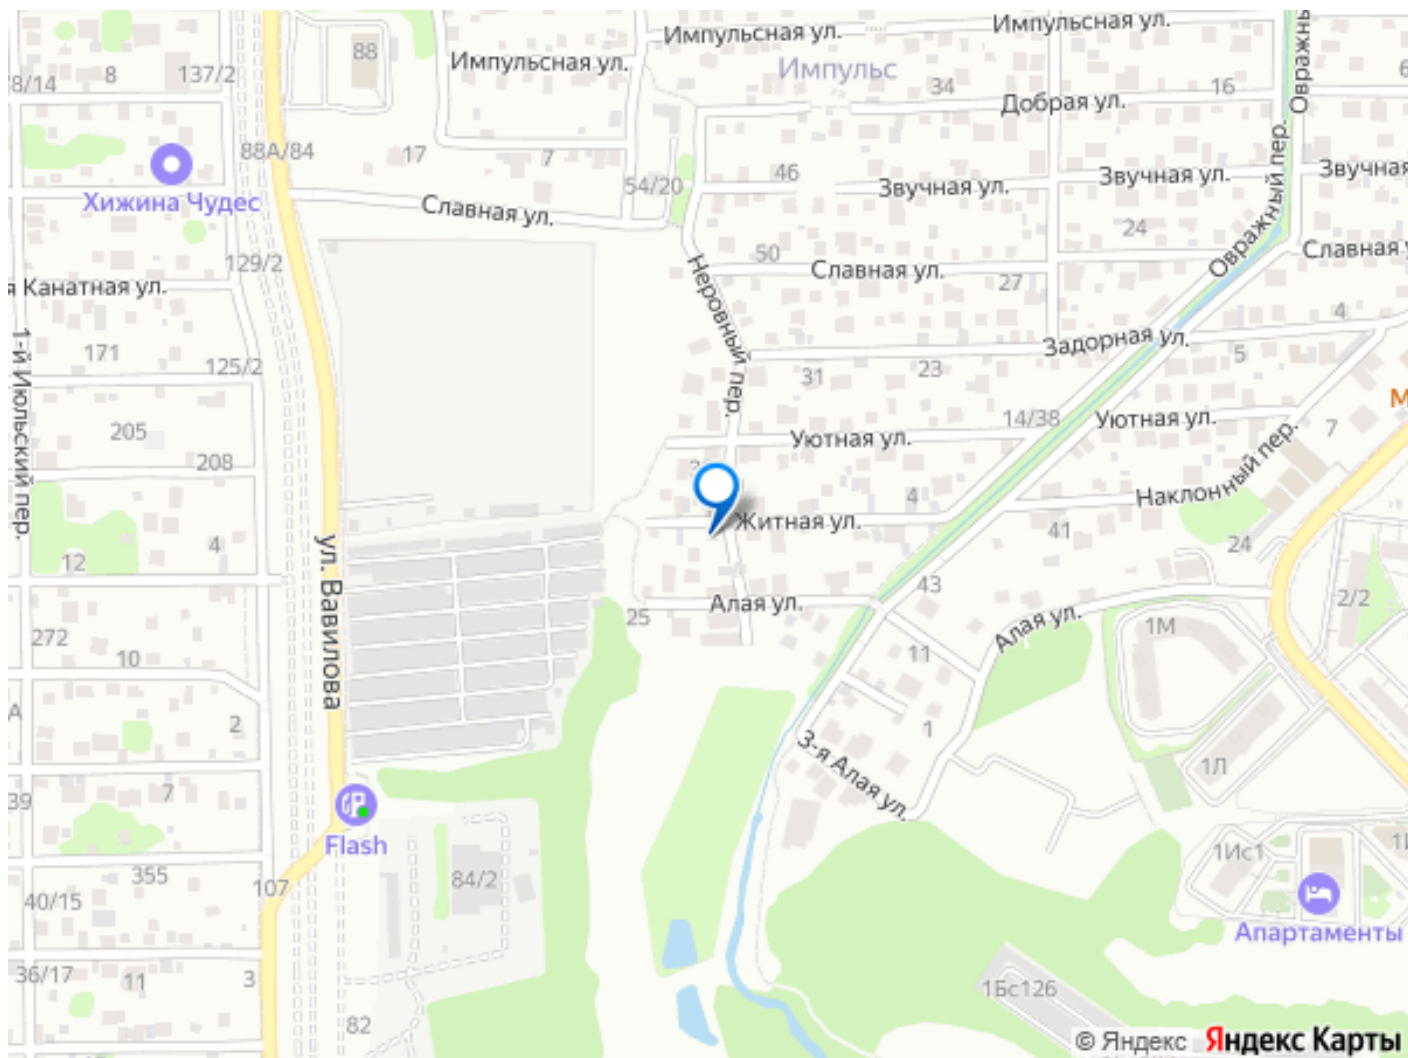 Импульсная ул.
Импульсная ул.
Импульсная ул.
88
8
137/2
8/14
Импульс
34
16
Добрая ул.
Овражный пер.
88А/84
17
7
54/20
46
Звучная ул.
Звучная ул.
Звучная
Хижина Чудес
Славная ул.
24
50
Славная ул.
27
Славная
129/2
я Канатная ул.
Неровный пер.
4
171
125/2
Задорная ул.
5
31
23
1-й Июльский пер.
205
208
Уютная ул.
14/38
Уютная ул.
7
Наклонный пер.
4
Житная ул.
41
24
ул. Вавилова
4
12
43
2/2
25
Алая ул.
Алая ул.
1М
272
10
11
2
1
3-я Алая ул.
1Л
39
7
Flash
355
107
84/2
1Ис1
40/15
Апартаменты
36/17
11
3
1Бс126
82
© Яндекс
Яндекс Карты